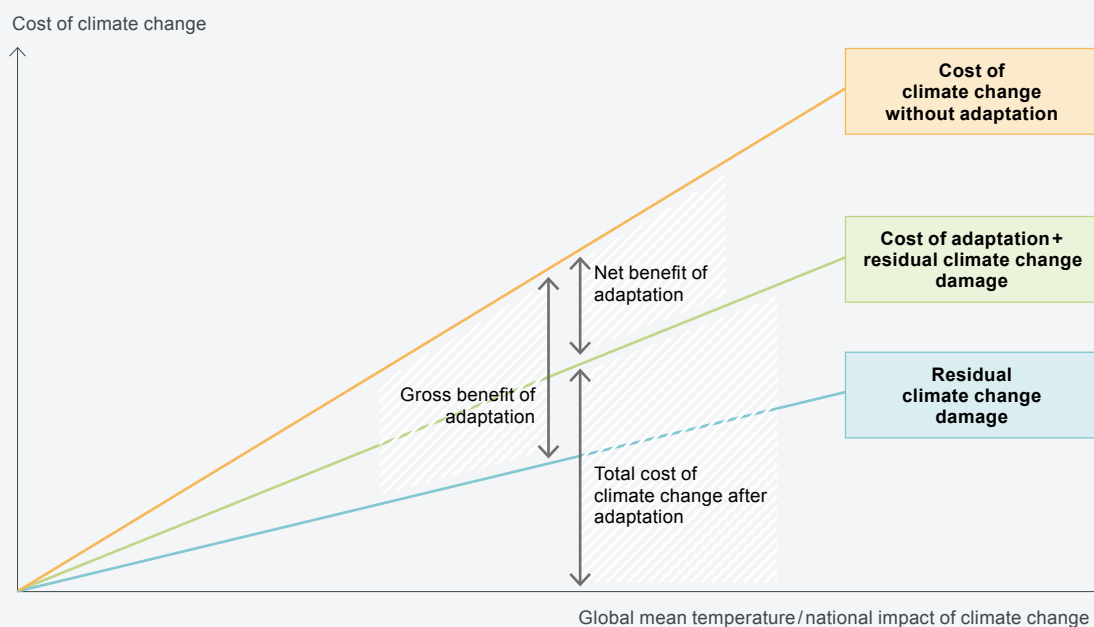 Cost of climate change
Cost of
climate change
without adaptation
Cost of adaptation+
residual climate change
damage
Net benefit of
adaptation
Residual
climate change
damage
Gross benefit of
adaptation
Total cost of
climate change after
adaptation
Global mean temperature/national impact of climate change